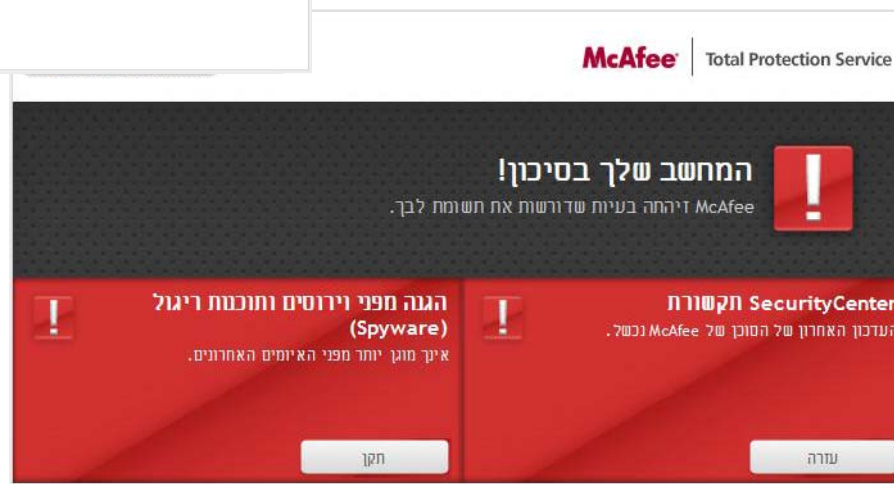 McAfee | Total Protection Service
המחשב שלך בסיכון!
McAfee זיהתה בעיות שדורשות את תשומת לבך.
SecurityCenter תקשורת
העדכון האחרון של הסוכן של McAfee נכשל.
עזרה
הגנה מפני וירוסים ותוכנות ריגול
(Spyware)
אינך מוגן יותר מפני האיומים האחרונים.
תקן